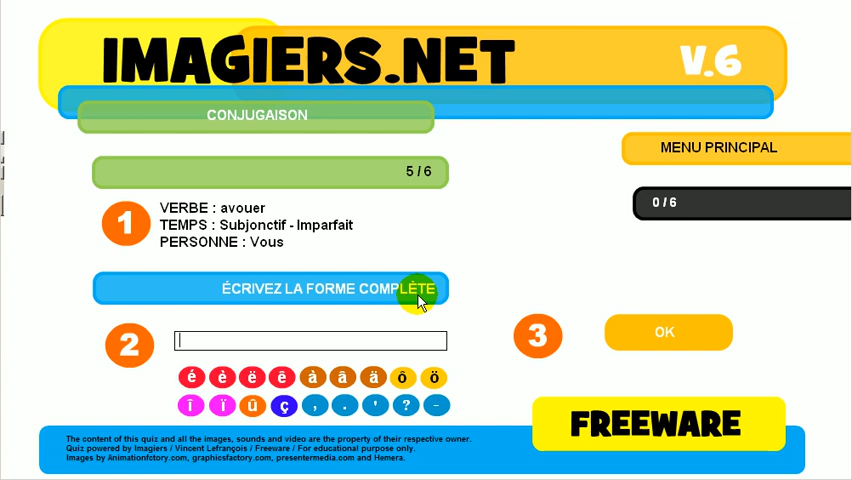 IMAGIERS.NET
V.6
CONJUGAISON
MENU PRINCIPAL
5 / 6
0 / 6
1
VERBE : avouer
TEMPS : Subjonctif - Imparfait
PERSONNE : Vous
ÉCRIVEZ LA FORME COMPLÈTE
2
3
OK
é è ë ê à â ä ô ö
î ï û ç , . ' ? -
FREEWARE
The content of this quiz and all the images, sounds and video are the property of their respective owner.
Quiz powered by Imagiers / Vincent Lefrançois / Freeware / For educational purpose only.
Images by Animationfctory.com, graphicsfactory.com, presentermedia.com and Hemera.